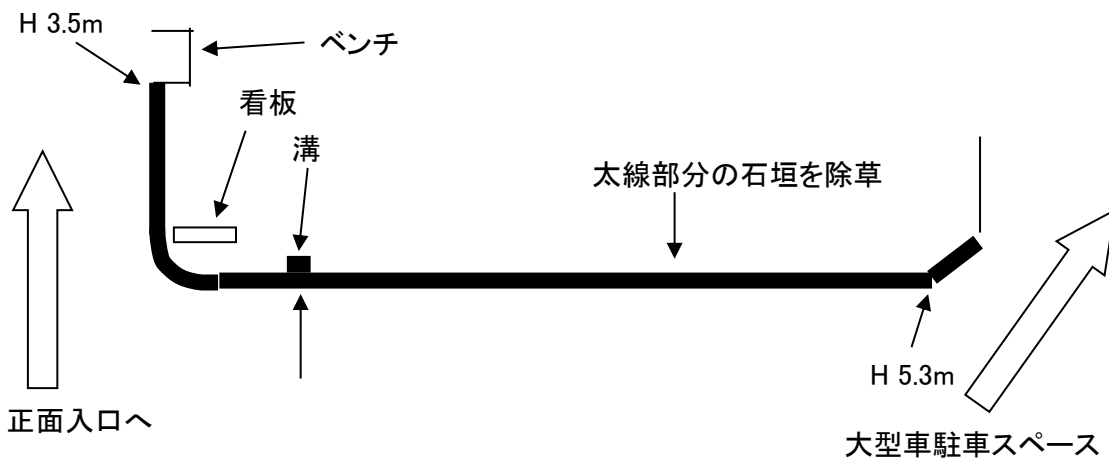 H 3.5m
ベンチ
看板
溝
太線部分の石垣を除草
H 5.3m
正面入口へ
大型車駐車スペース